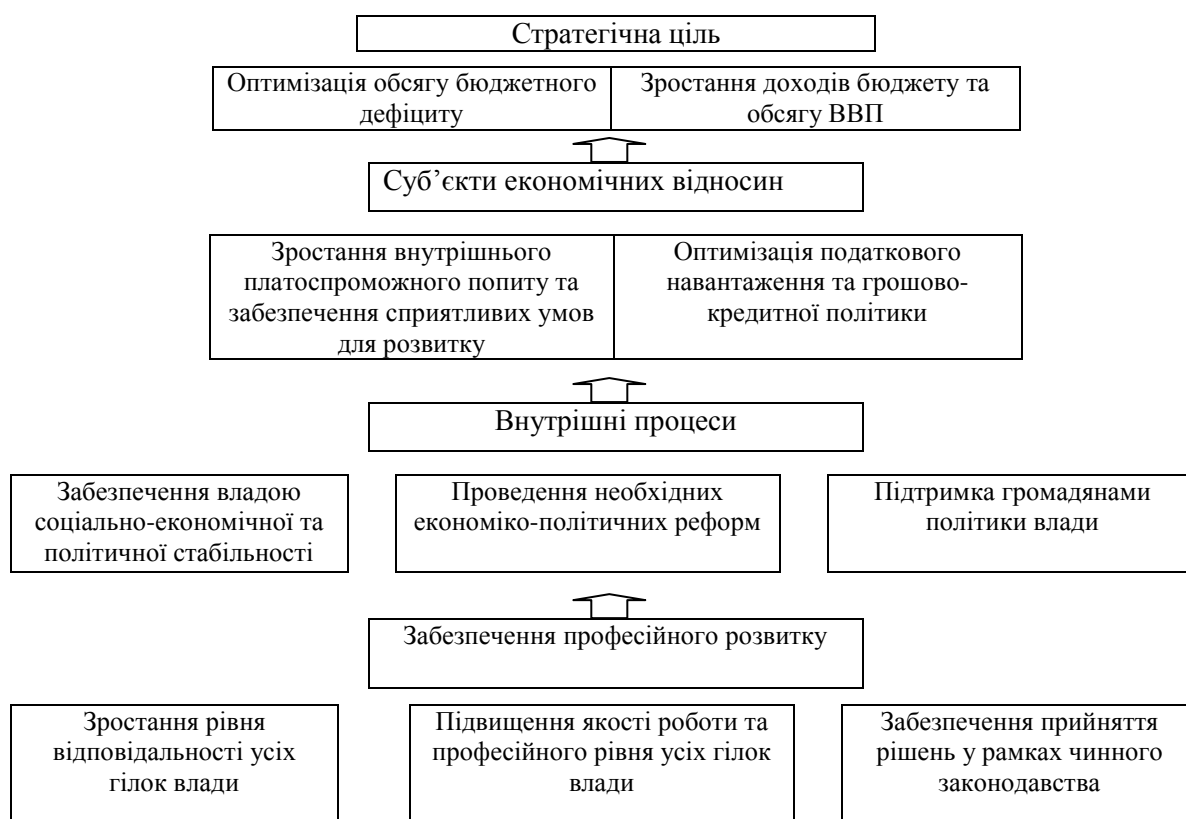 Стратегічна ціль
Оптимізація обсягу бюджетного
дефіциту
Зростання доходів бюджету та
обсягу ВВП
Суб’єкти економічних відносин
Зростання внутрішнього
платоспроможного попиту та
забезпечення сприятливих умов
для розвитку
Оптимізація податкового
навантаження та грошово-
кредитної політики
Внутрішні процеси
Забезпечення владою
соціально-економічної та
політичної стабільності
Проведення необхідних
економіко-політичних реформ
Підтримка громадянами
політики влади
Забезпечення професійного розвитку
Зростання рівня
відповідальності усіх
гілок влади
Підвищення якості роботи та
професійного рівня усіх гілок
влади
Забезпечення прийняття
рішень у рамках чинного
законодавства